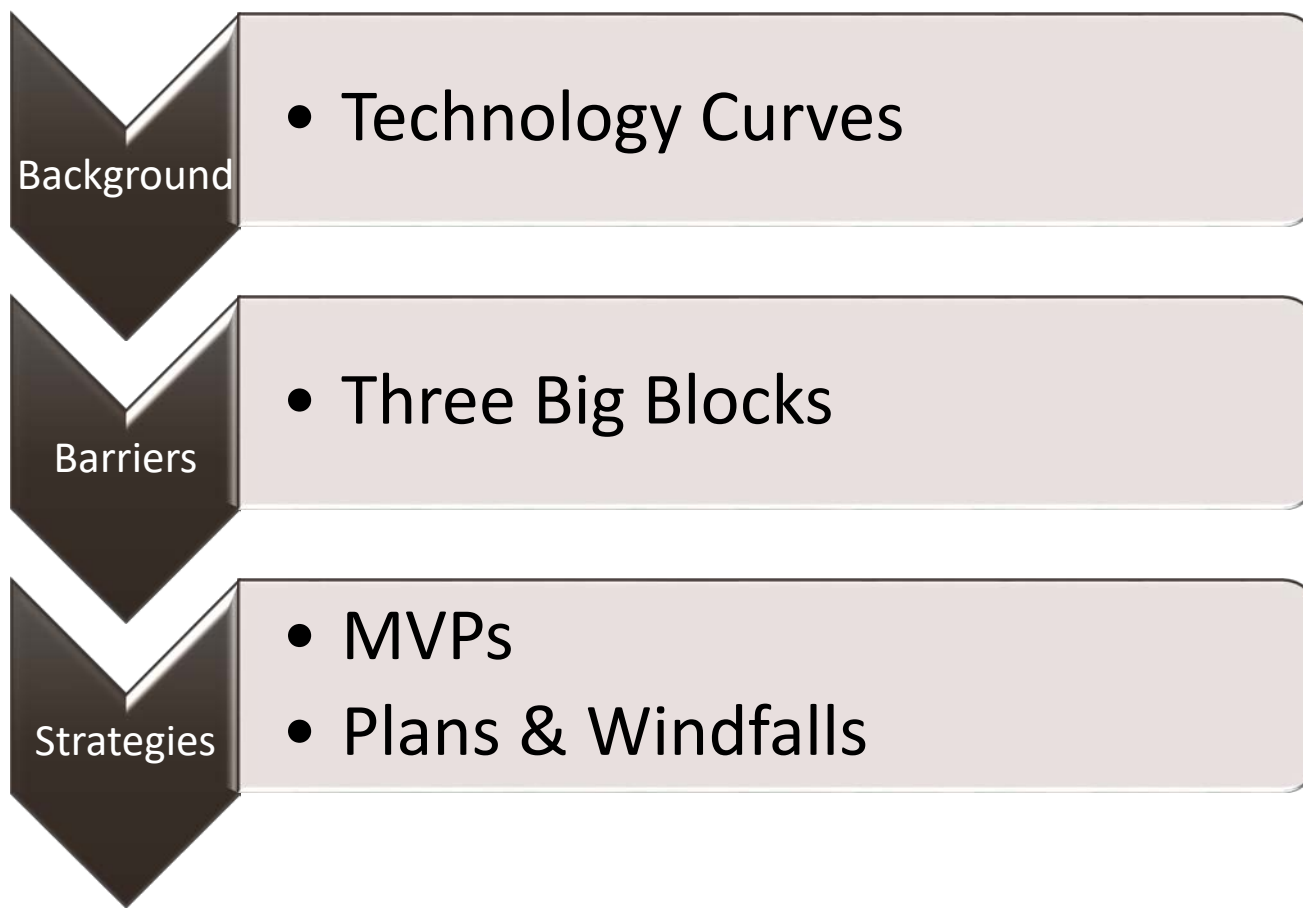 Background
• Technology Curves
Barriers
• Three Big Blocks
Strategies
• MVPs
• Plans & Windfalls